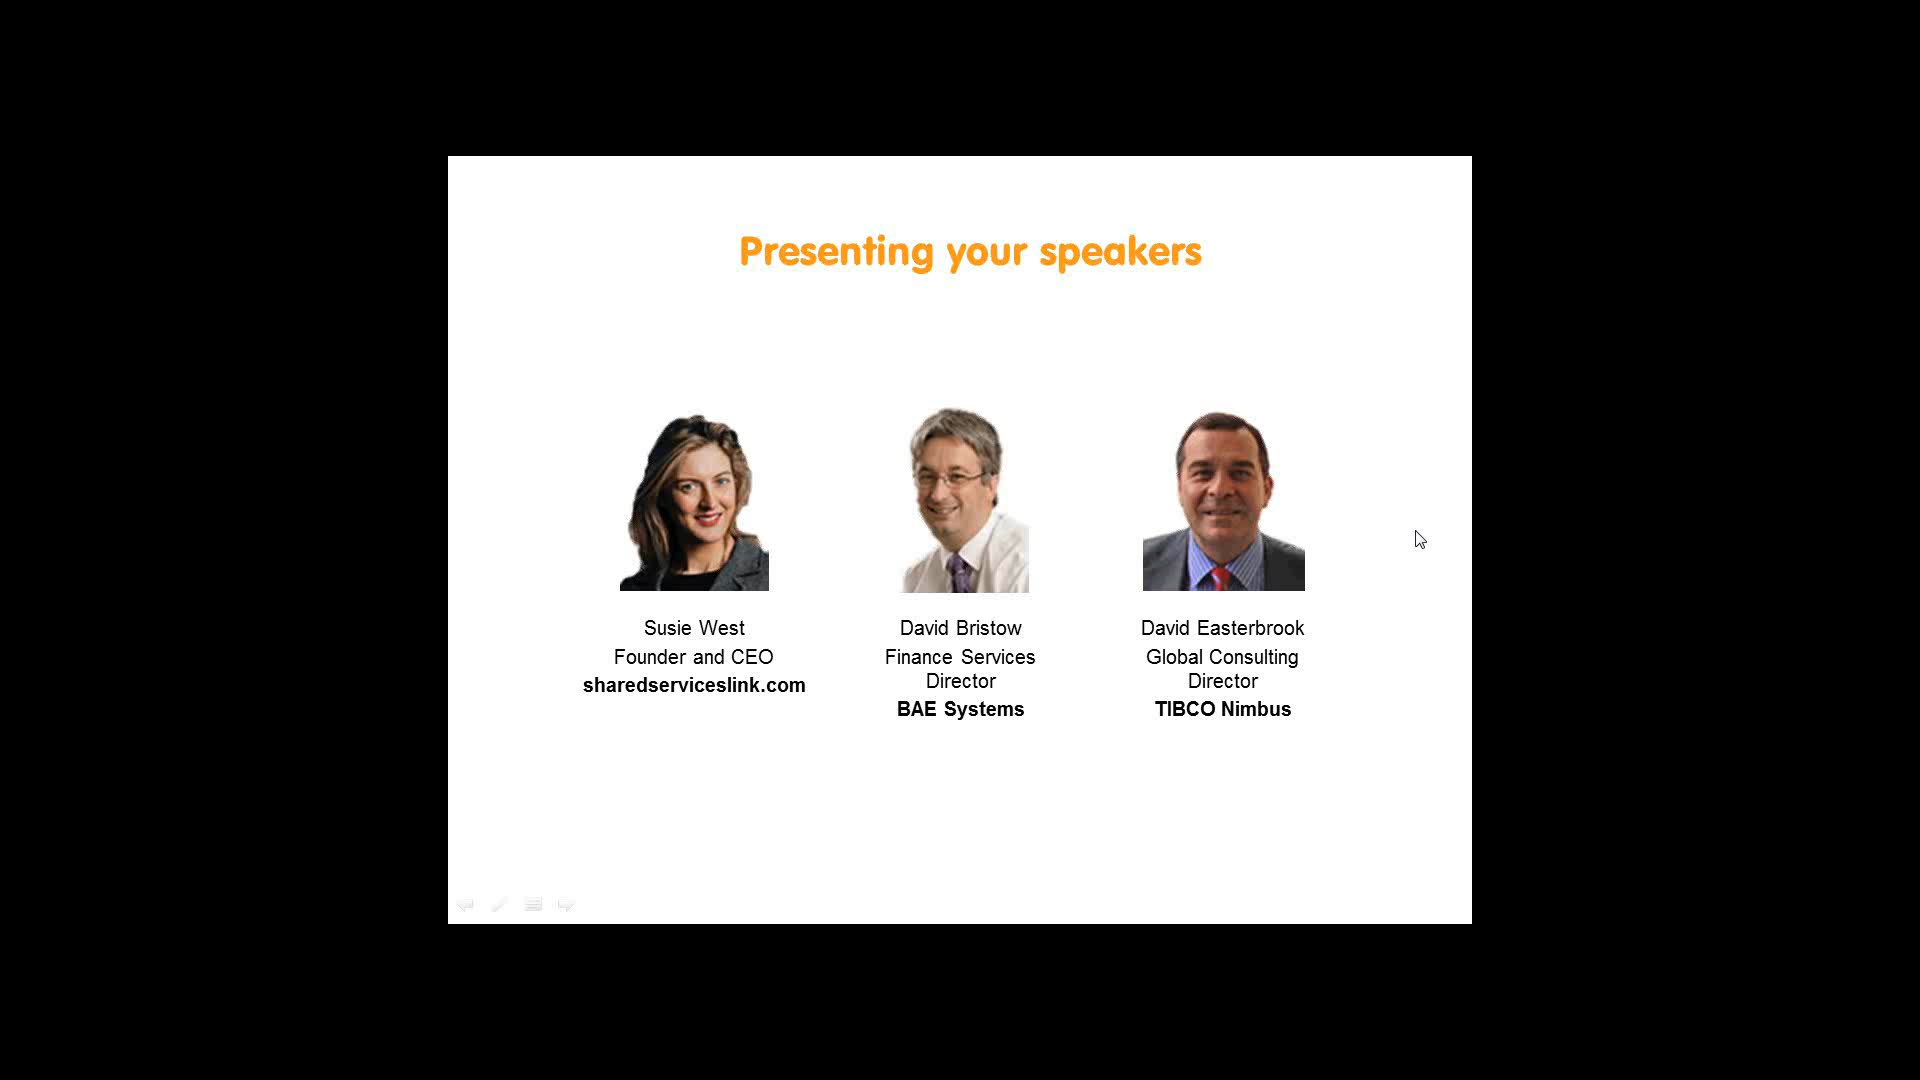 Presenting your speakers
Susie West
Founder and CEO
sharedserviceslink.com
David Bristow
Finance Services
Director
BAE Systems
David Easterbrook
Global Consulting
Director
TIBCO Nimbus